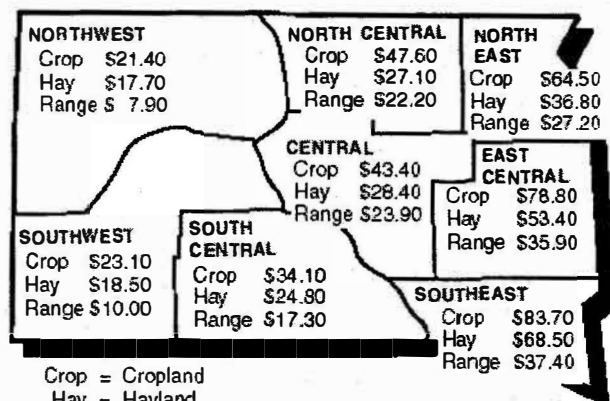 NORTHWEST
Crop $21.40
Hay $17.70
Range $ 7.90
NORTH CENTRAL
Crop $47.60
Hay $27.10
Range $22.20
NORTH
EAST
Crop $64.50
Hay $36.80
Range $27.20
CENTRAL
Crop $43.40
Hay $28.40
Range $23.90
EAST
CENTRAL
Crop $78.80
Hay $53.40
Range $35.90
SOUTHWEST
Crop $23.10
Hay $18.50
Range $10.00
SOUTH
CENTRAL
Crop $34.10
Hay $24.80
Range $17.30
SOUTHEAST
Crop $83.70
Hay $68.50
Range $37.40
Crop = Cropland
Hay = Hayland